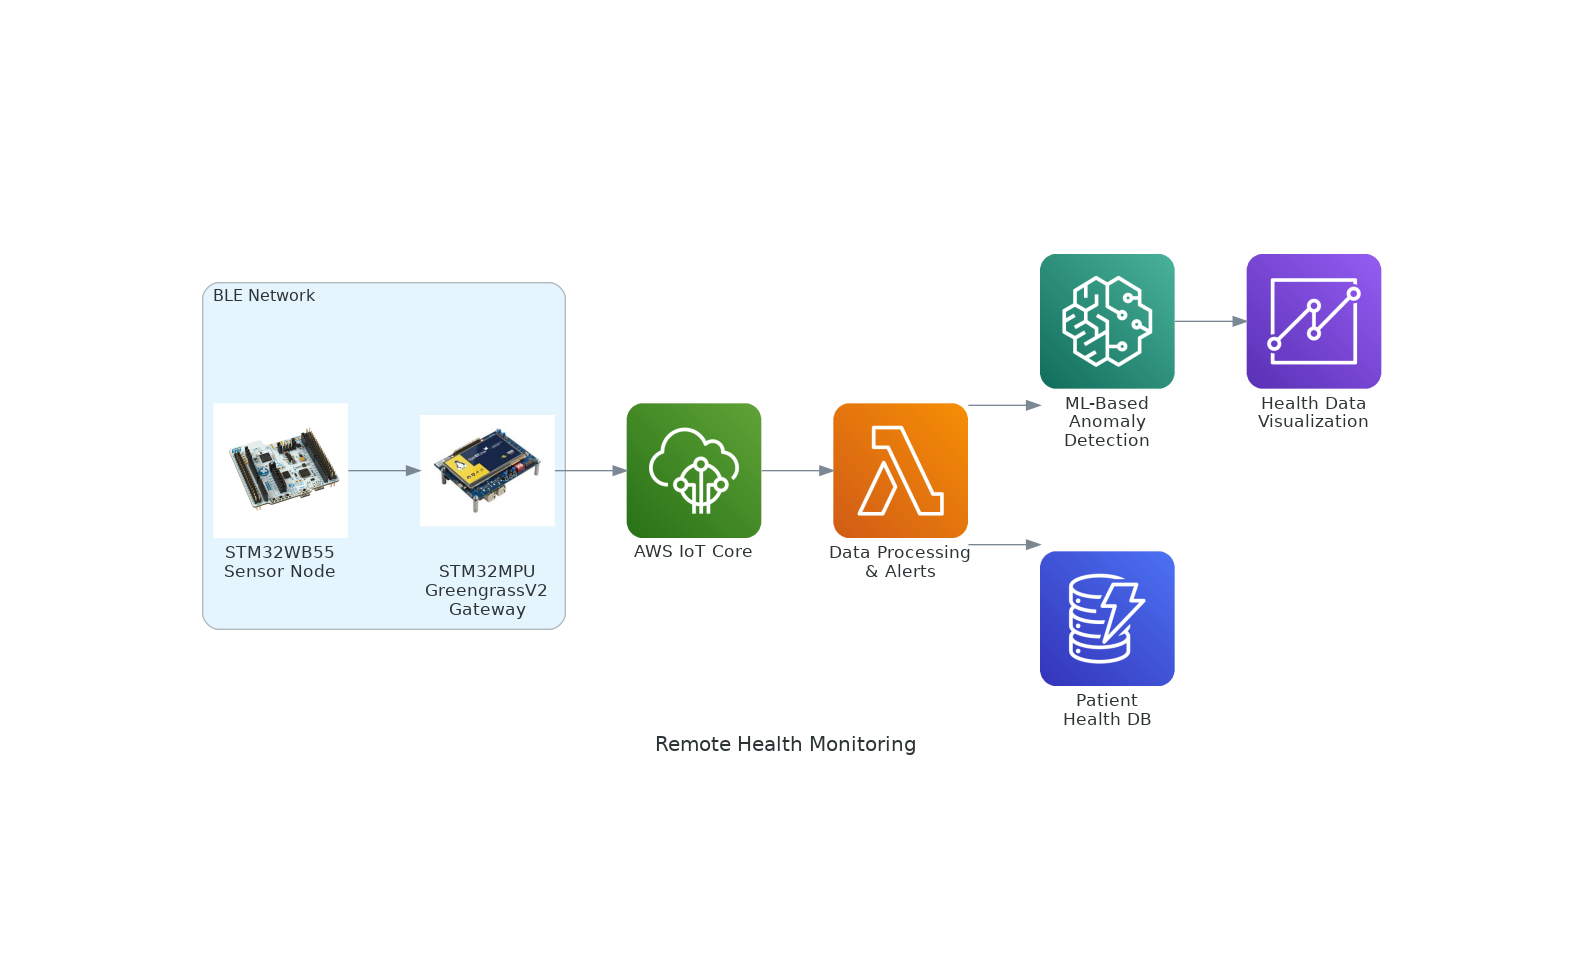 BLE Network
STM32WB55
Sensor Node
STM32MPU
GreengrassV2
Gateway
AWS IoT Core
Data Processing
& Alerts
ML-Based
Anomaly
Detection
Health Data
Visualization
Patient
Health DB
Remote Health Monitoring